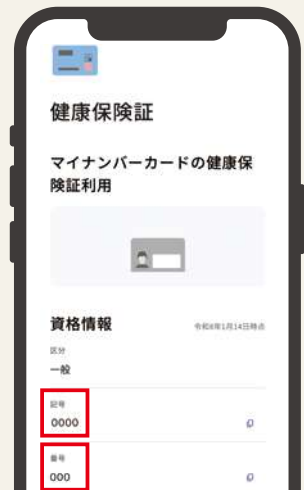 健康保険証
マイナンバーカードの健康保
険証利用
資格情報
令和8年1月14日時点
区分
一般
記号
0000
番号
000